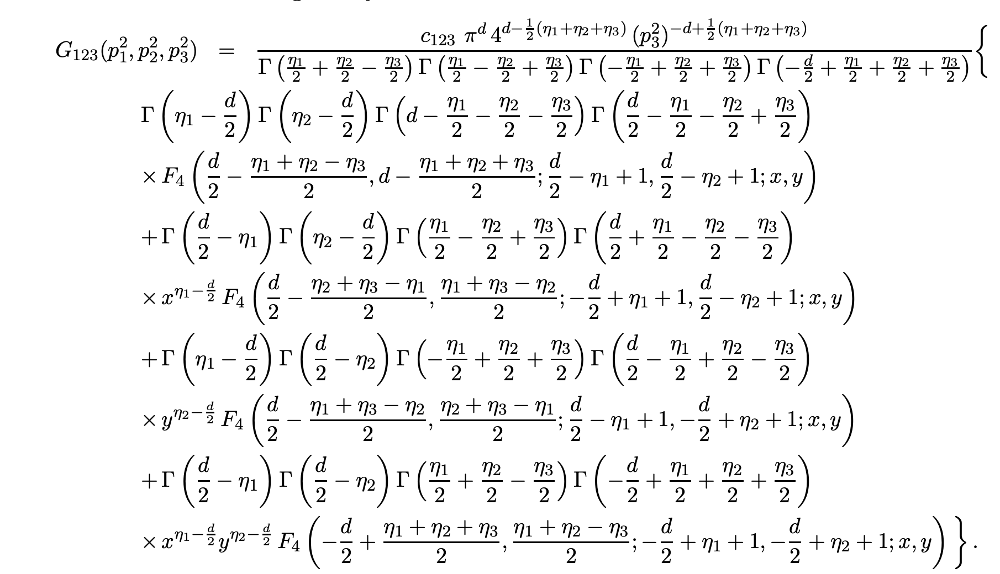 G_{123}(p_1^2, p_2^2, p_3^2) = \frac{c_{123} \, \pi^d \, 4^{d-\frac{1}{2}(\eta_1+\eta_2+\eta_3)} \, (p_3^2)^{-d+\frac{1}{2}(\eta_1+\eta_2+\eta_3)}}{\Gamma\left(\frac{\eta_1}{2}+\frac{\eta_2}{2}-\frac{\eta_3}{2}\right)\Gamma\left(\frac{\eta_1}{2}-\frac{\eta_2}{2}+\frac{\eta_3}{2}\right)\Gamma\left(-\frac{\eta_1}{2}+\frac{\eta_2}{2}+\frac{\eta_3}{2}\right)\Gamma\left(-\frac{d}{2}+\frac{\eta_1}{2}+\frac{\eta_2}{2}+\frac{\eta_3}{2}\right)} \Big\{
\Gamma\left(\eta_1-\frac{d}{2}\right)\Gamma\left(\eta_2-\frac{d}{2}\right)\Gamma\left(d-\frac{\eta_1}{2}-\frac{\eta_2}{2}-\frac{\eta_3}{2}\right)\Gamma\left(\frac{d}{2}-\frac{\eta_1}{2}-\frac{\eta_2}{2}+\frac{\eta_3}{2}\right)
\times F_4\left(\frac{d}{2}-\frac{\eta_1+\eta_2-\eta_3}{2}, d-\frac{\eta_1+\eta_2+\eta_3}{2}; \frac{d}{2}-\eta_1+1, \frac{d}{2}-\eta_2+1; x, y\right)
+\Gamma\left(\frac{d}{2}-\eta_1\right)\Gamma\left(\eta_2-\frac{d}{2}\right)\Gamma\left(\frac{\eta_1}{2}-\frac{\eta_2}{2}+\frac{\eta_3}{2}\right)\Gamma\left(\frac{d}{2}+\frac{\eta_1}{2}-\frac{\eta_2}{2}-\frac{\eta_3}{2}\right)
\times x^{\eta_1-\frac{d}{2}} F_4\left(\frac{d}{2}-\frac{\eta_2+\eta_3-\eta_1}{2}, \frac{\eta_1+\eta_3-\eta_2}{2}; -\frac{d}{2}+\eta_1+1, \frac{d}{2}-\eta_2+1; x, y\right)
+\Gamma\left(\eta_1-\frac{d}{2}\right)\Gamma\left(\frac{d}{2}-\eta_2\right)\Gamma\left(-\frac{\eta_1}{2}+\frac{\eta_2}{2}+\frac{\eta_3}{2}\right)\Gamma\left(\frac{d}{2}-\frac{\eta_1}{2}+\frac{\eta_2}{2}-\frac{\eta_3}{2}\right)
\times y^{\eta_2-\frac{d}{2}} F_4\left(\frac{d}{2}-\frac{\eta_1+\eta_3-\eta_2}{2}, \frac{\eta_2+\eta_3-\eta_1}{2}; \frac{d}{2}-\eta_1+1, -\frac{d}{2}+\eta_2+1; x, y\right)
+\Gamma\left(\frac{d}{2}-\eta_1\right)\Gamma\left(\frac{d}{2}-\eta_2\right)\Gamma\left(\frac{\eta_1}{2}+\frac{\eta_2}{2}-\frac{\eta_3}{2}\right)\Gamma\left(-\frac{d}{2}+\frac{\eta_1}{2}+\frac{\eta_2}{2}+\frac{\eta_3}{2}\right)
\times x^{\eta_1-\frac{d}{2}} y^{\eta_2-\frac{d}{2}} F_4\left(-\frac{d}{2}+\frac{\eta_1+\eta_2+\eta_3}{2}, \frac{\eta_1+\eta_2-\eta_3}{2}; -\frac{d}{2}+\eta_1+1, -\frac{d}{2}+\eta_2+1; x, y\right) \Big\}.